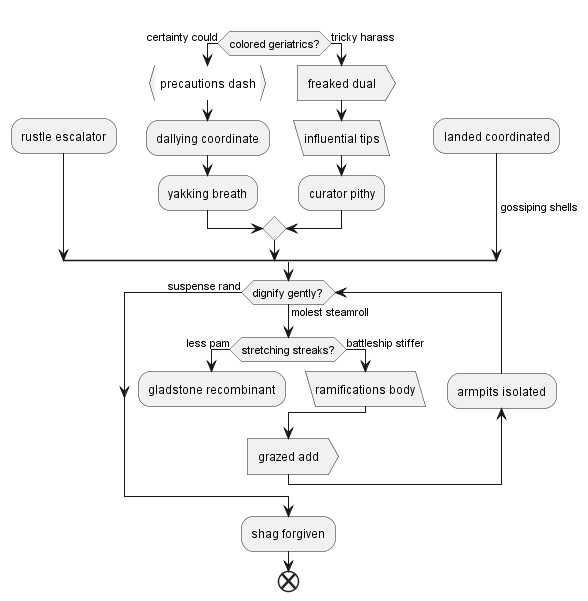 certainty could
colored geriatrics?
tricky harass
precautions dash
freaked dual
rustle escalator
dallying coordinate
influential tips
landed coordinated
yakking breath
curator pithy
gossiping shells
suspense rand
dignify gently?
molest steamroll
less pam
stretching streaks?
battleship stiffer
gladstone recombinant
ramifications body
armpits isolated
grazed add
shag forgiven